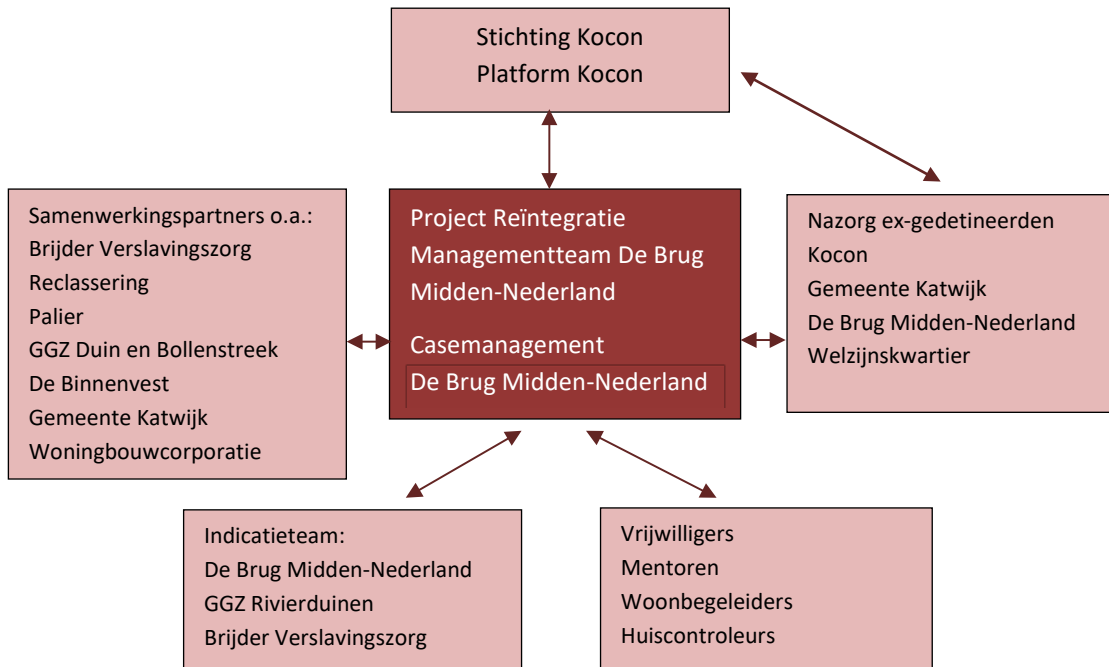 Stichting Kocon
Platform Kocon
Samenwerkingspartners o.a.:
Brijder Verslavingszorg
Reclassering
Palier
GGZ Duin en Bollenstreek
De Binnenvest
Gemeente Katwijk
Woningbouwcorporatie
Project Reïntegratie
Managementteam De Brug
Midden-Nederland
Casemanagement
De Brug Midden-Nederland
Nazorg ex-gedetineerden
Kocon
Gemeente Katwijk
De Brug Midden-Nederland
Welzijnskwartier
Indicatieteam:
De Brug Midden-Nederland
GGZ Rivierduinen
Brijder Verslavingszorg
Vrijwilligers
Mentoren
Woonbegeleiders
Huiscontroleurs